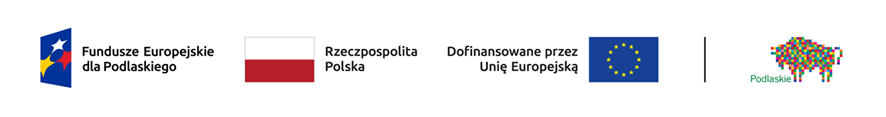 Fundusze Europejskie
dla Podlaskiego
Rzeczpospolita
Polska
Dofinansowane przez
Unię Europejską
Podlaskie